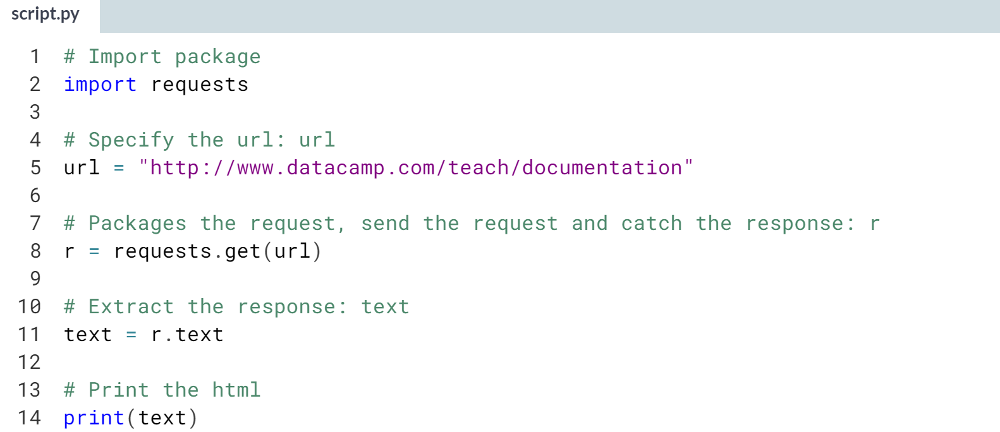 script.py
1 # Import package
2 import requests
3
4 # Specify the url: url
5 url = "http://www.datacamp.com/teach/documentation"
6
7 # Packages the request, send the request and catch the response: r
8 r = requests.get(url)
9
10 # Extract the response: text
11 text = r.text
12
13 # Print the html
14 print(text)